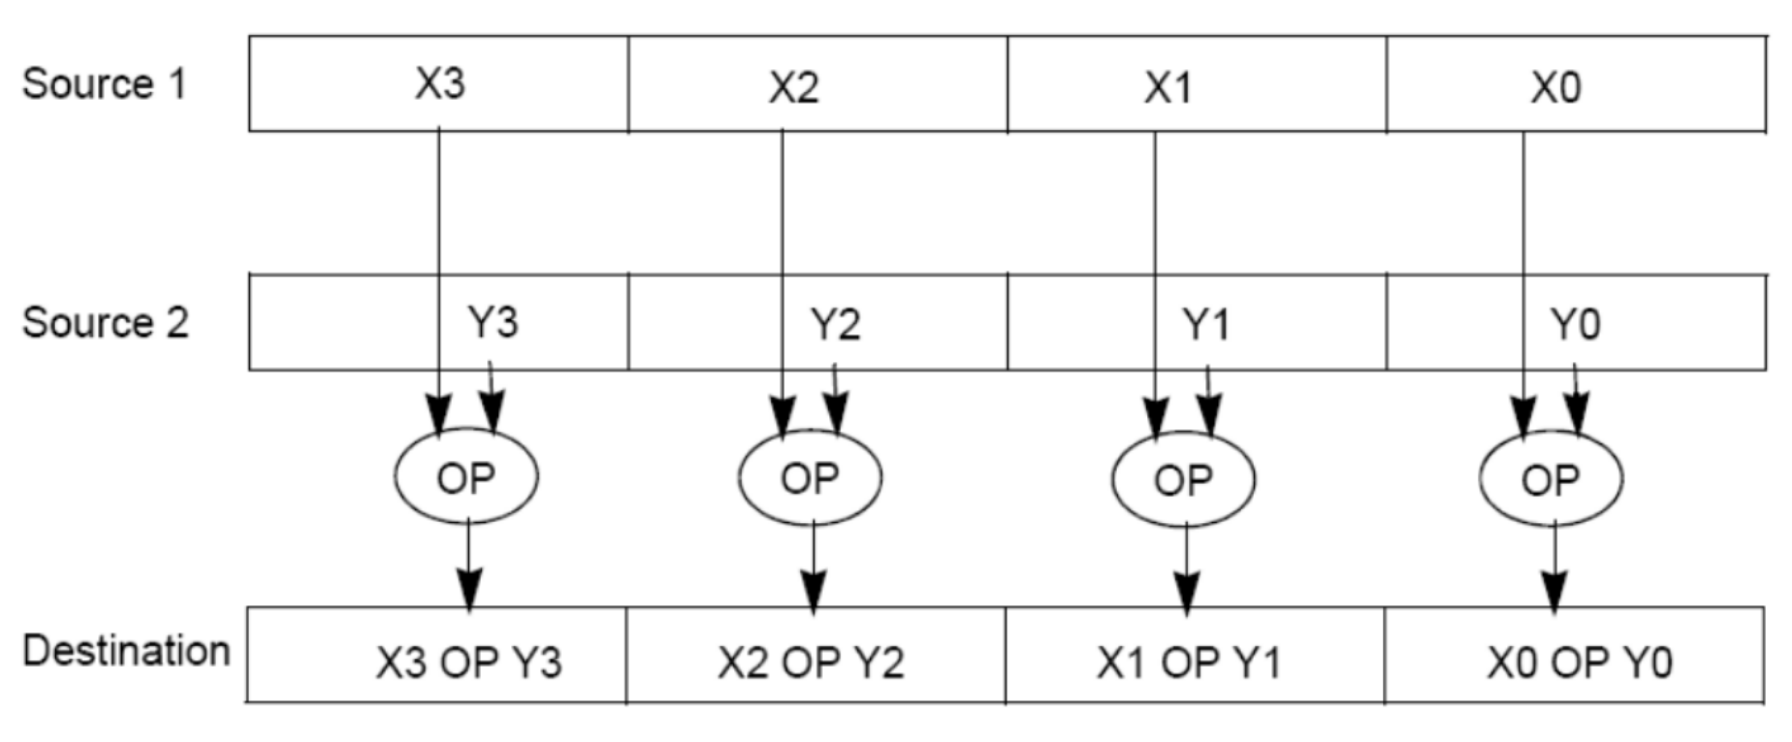 Source 1 X3 X2 X1 X0
Source 2 Y3 Y2 Y1 Y0
OP OP OP OP
Destination X3 OP Y3 X2 OP Y2 X1 OP Y1 X0 OP Y0